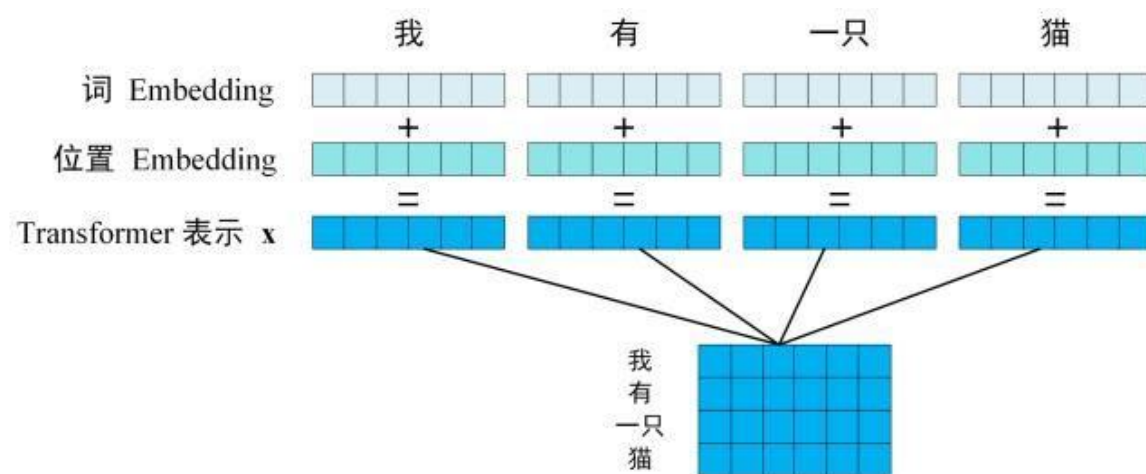 我 有 一只 猫
词 Embedding
+ + + +
位置 Embedding
= = = =
Transformer 表示 x
我
有
一只
猫